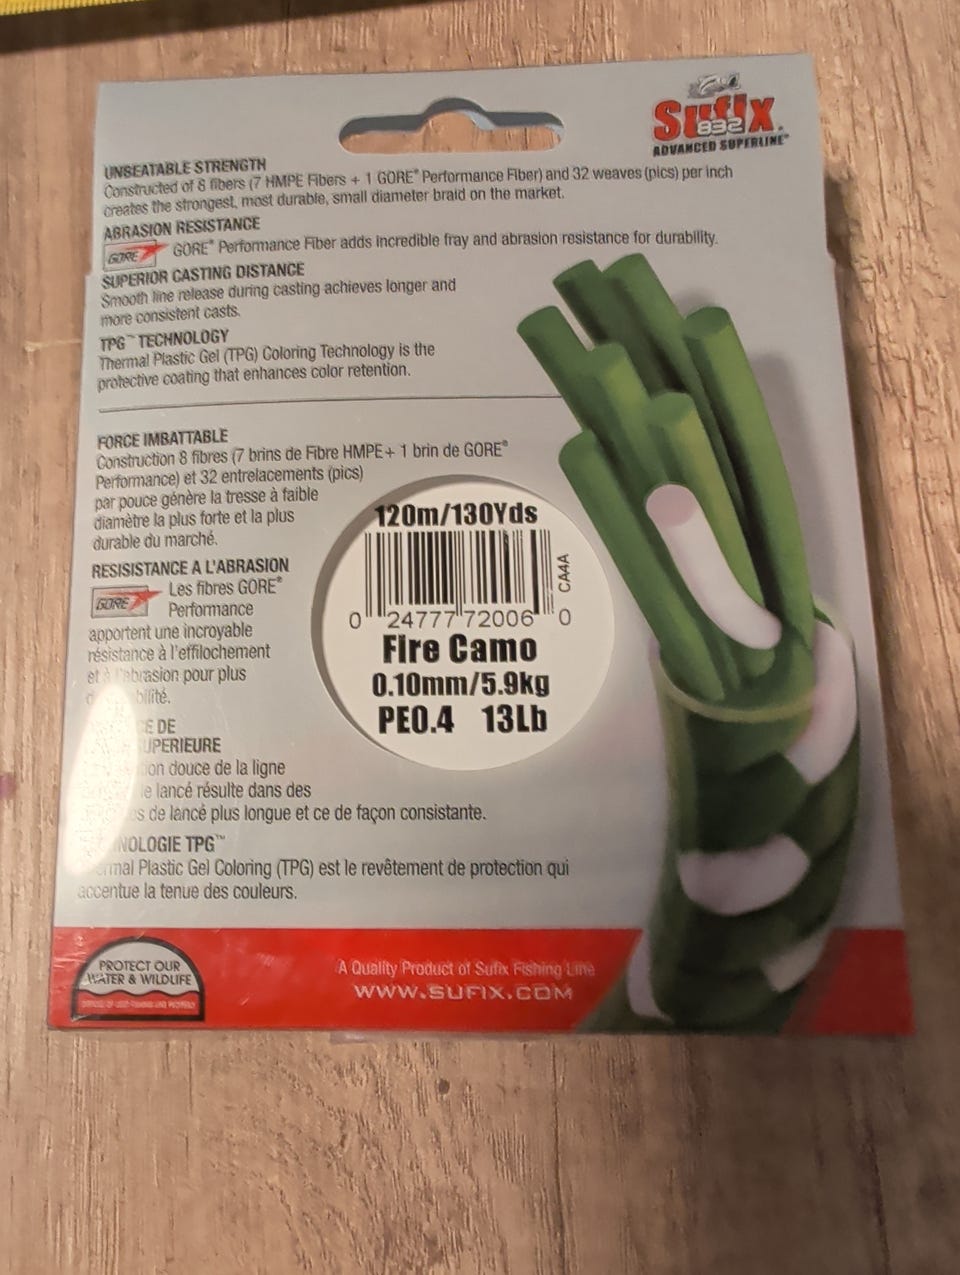 Sufix
832
ADVANCED SUPERLINE™
UNBEATABLE STRENGTH
Constructed of 8 fibers (7 HMPE Fibers + 1 GORE® Performance Fiber) and 32 weaves (pics) per inch
creates the strongest, most durable, small diameter braid on the market.
ABRASION RESISTANCE
GORE GORE® Performance Fiber adds incredible fray and abrasion resistance for durability.
SUPERIOR CASTING DISTANCE
Smooth line release during casting achieves longer and
more consistent casts.
TPG™ TECHNOLOGY
Thermal Plastic Gel (TPG) Coloring Technology is the
protective coating that enhances color retention.
FORCE IMBATTABLE
Construction 8 fibres (7 brins de Fibre HMPE+ 1 brin de GORE®
Performance) et 32 entrelacements (pics)
par pouce génère la tresse à faible
diamètre la plus forte et la plus
durable du marché.
RESISISTANCE A L'ABRASION
GORE Les fibres GORE®
Performance
apportent une incroyable
résistance à l'effilochement
et à l'abrasion pour plus
DE
douce de la ligne
le lancé résulte dans des
de lancé plus longue et ce de façon consistante.
TPG™
Plastic Gel Coloring (TPG) est le revêtement de protection qui
accentue la tenue des couleurs.
120m/130Yds
CA4A
0 24777 72006 0
Fire Camo
0.10mm/5.9kg
PE0.4 13Lb
PROTECT OUR
WATER & WILDLIFE
A Quality Product of Sufix Fishing Line
WWW.SUFIX.COM